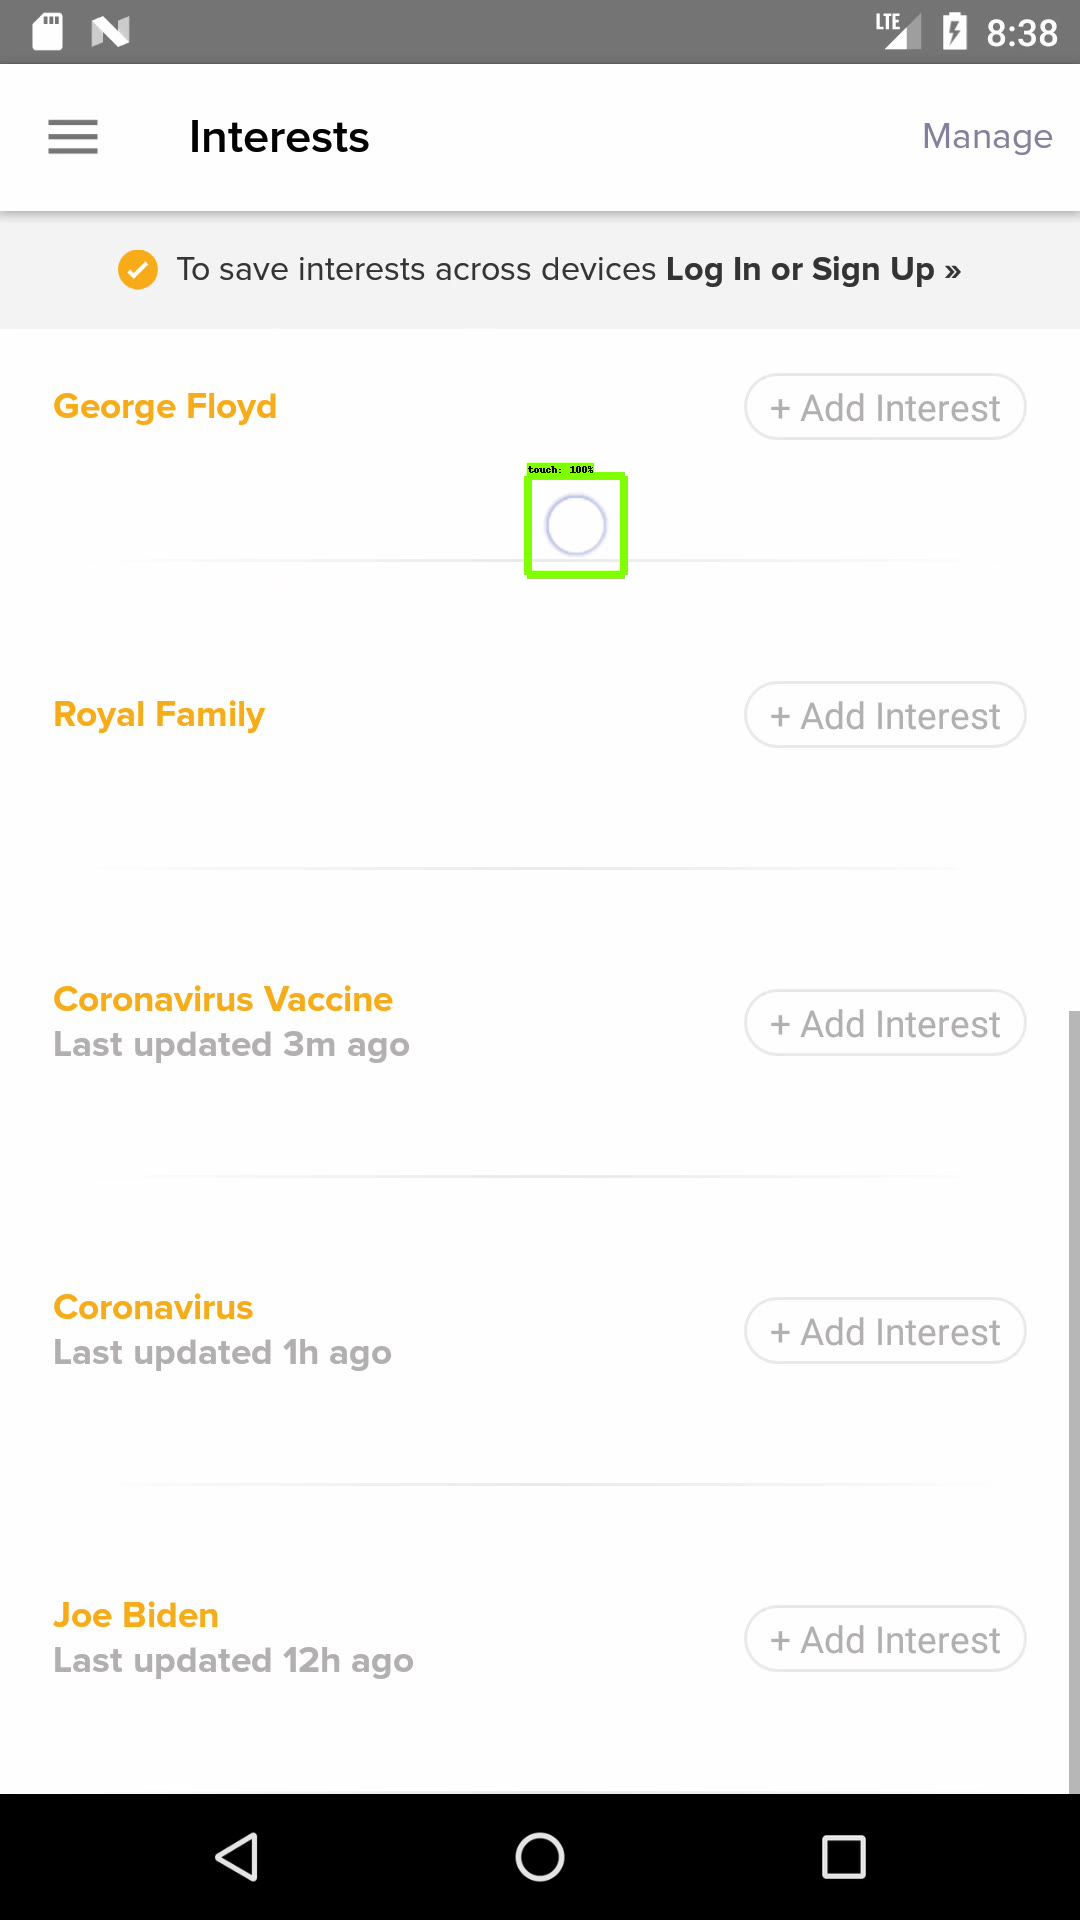 LTE 8:38
Interests
Manage
To save interests across devices Log In or Sign Up »
George Floyd
+ Add Interest
touch: 100%
Royal Family
+ Add Interest
Coronavirus Vaccine
Last updated 3m ago
+ Add Interest
Coronavirus
Last updated 1h ago
+ Add Interest
Joe Biden
Last updated 12h ago
+ Add Interest